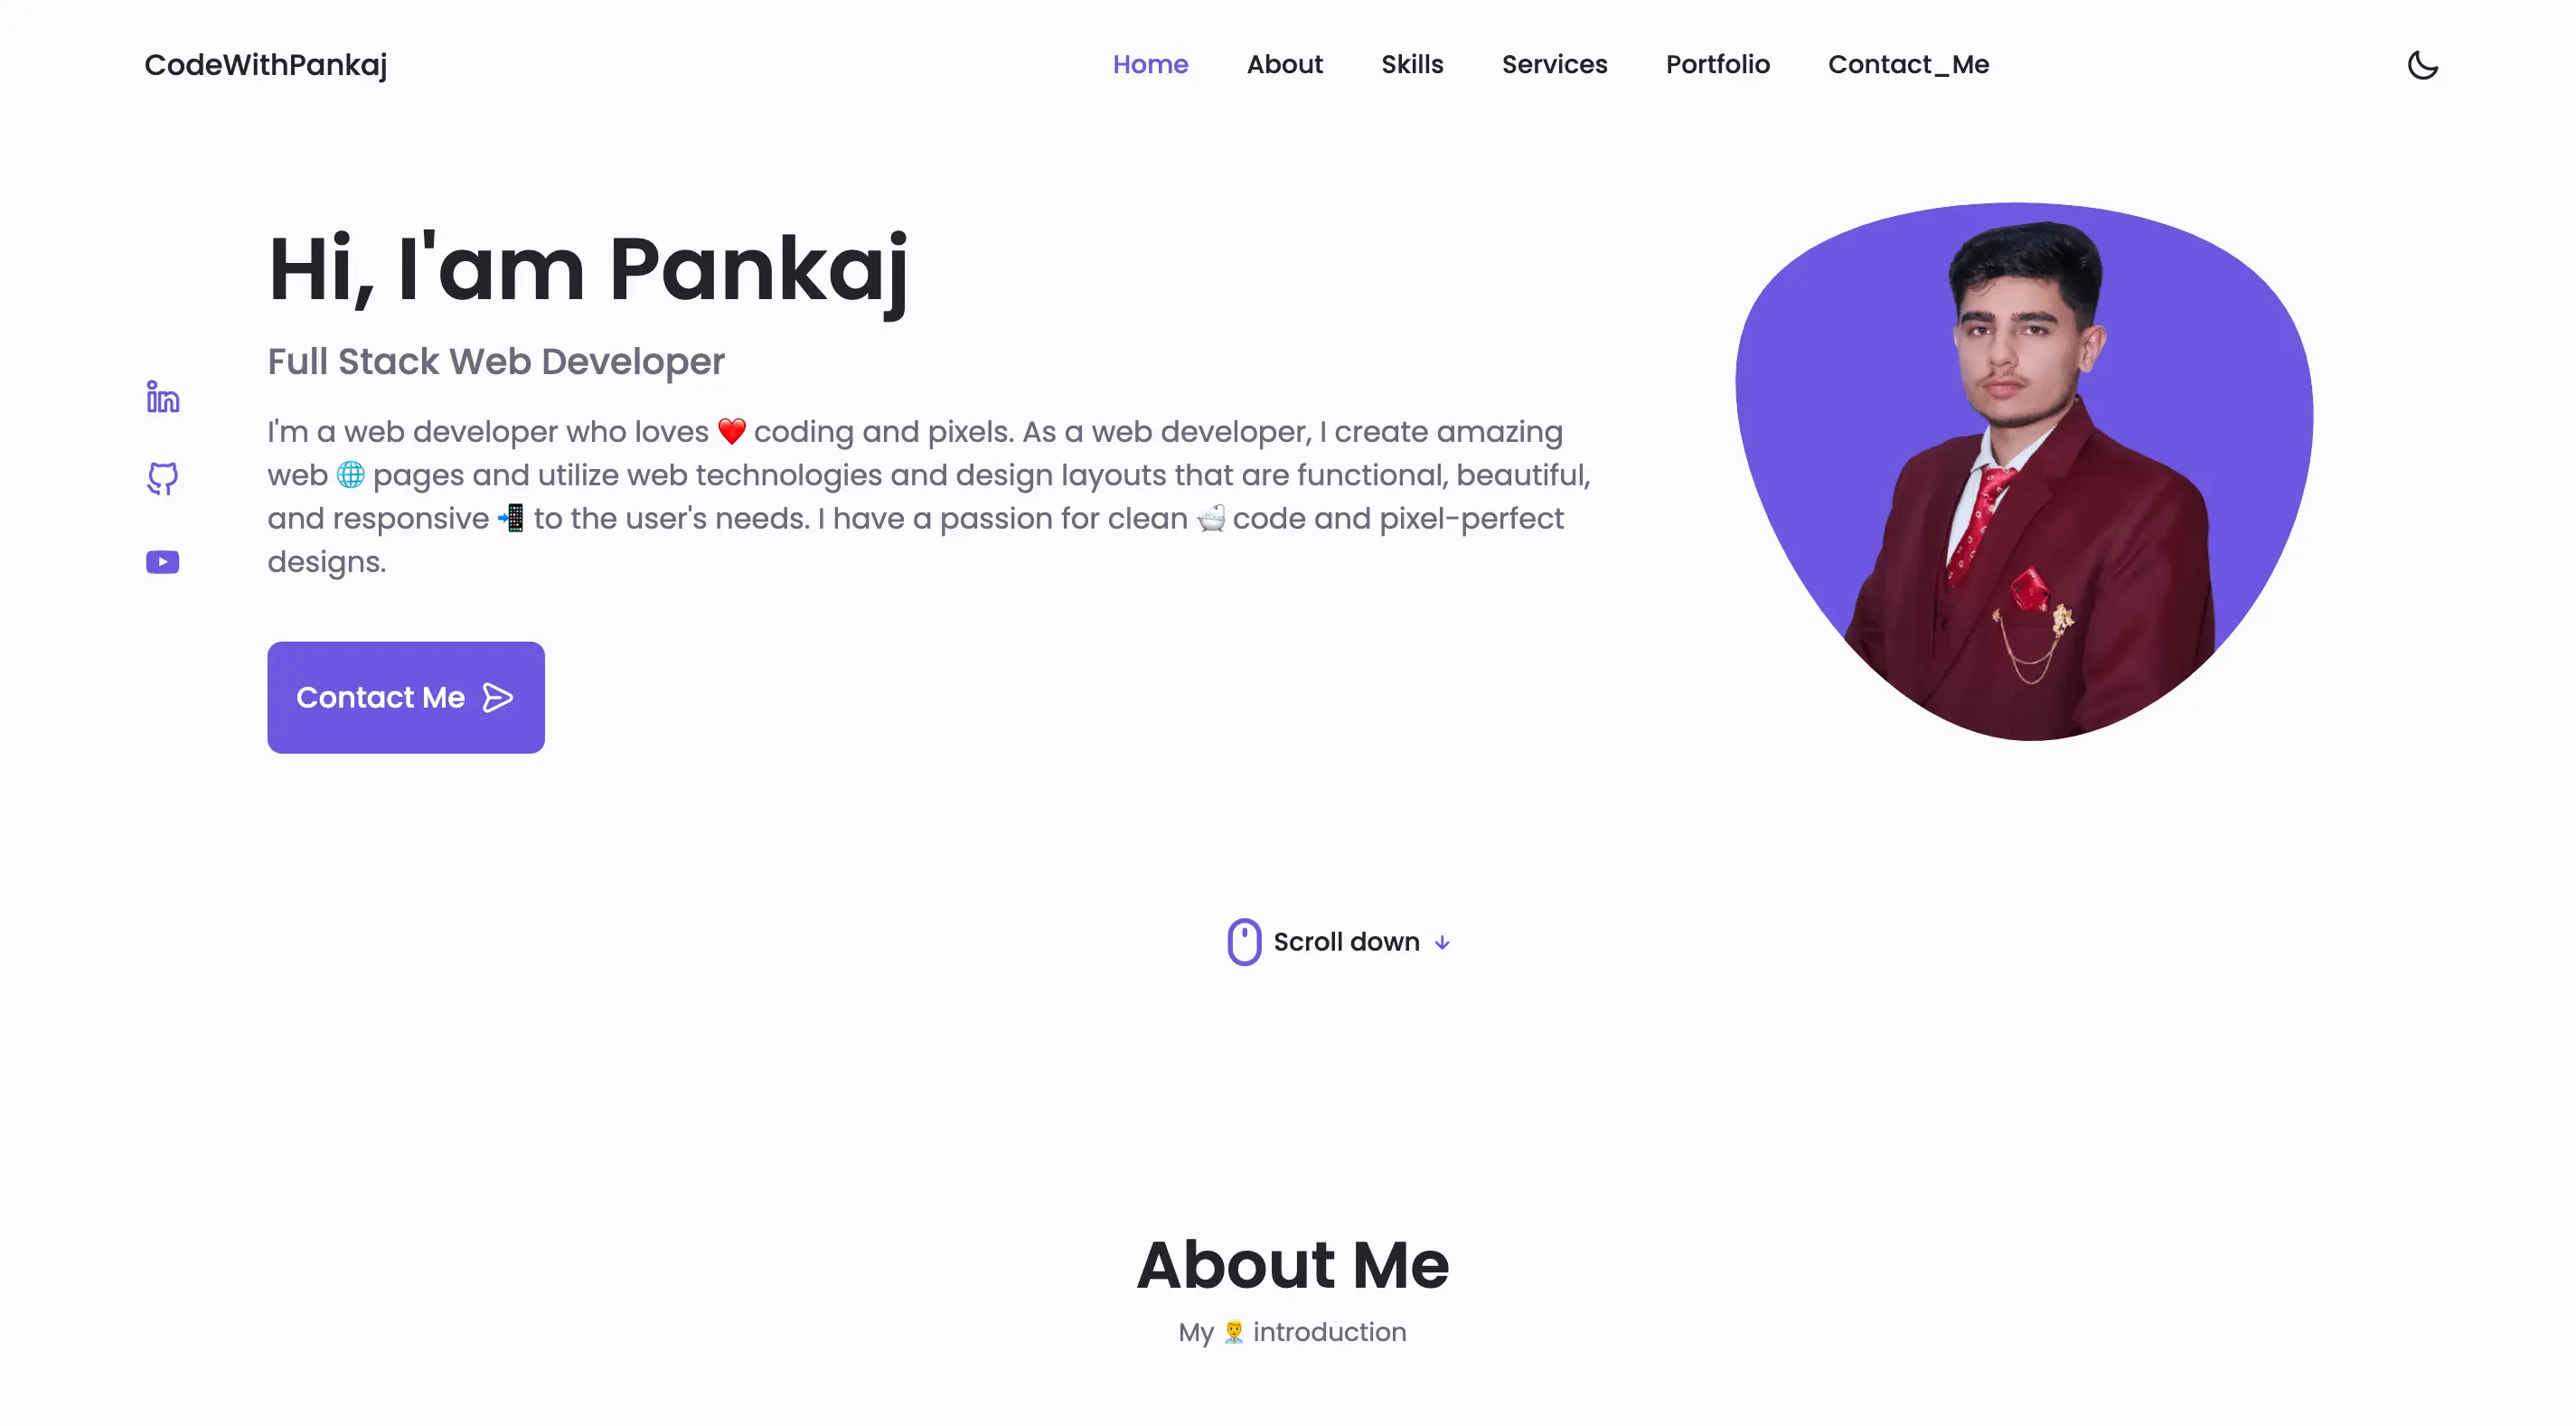 CodeWithPankaj
Home About Skills Services Portfolio Contact_Me
Hi, I'am Pankaj
Full Stack Web Developer
I'm a web developer who loves ❤️ coding and pixels. As a web developer, I create amazing
web 🌐 pages and utilize web technologies and design layouts that are functional, beautiful,
and responsive 📲 to the user's needs. I have a passion for clean 🛁 code and pixel-perfect
designs.
Contact Me
Scroll down
About Me
My 👨‍💼 introduction